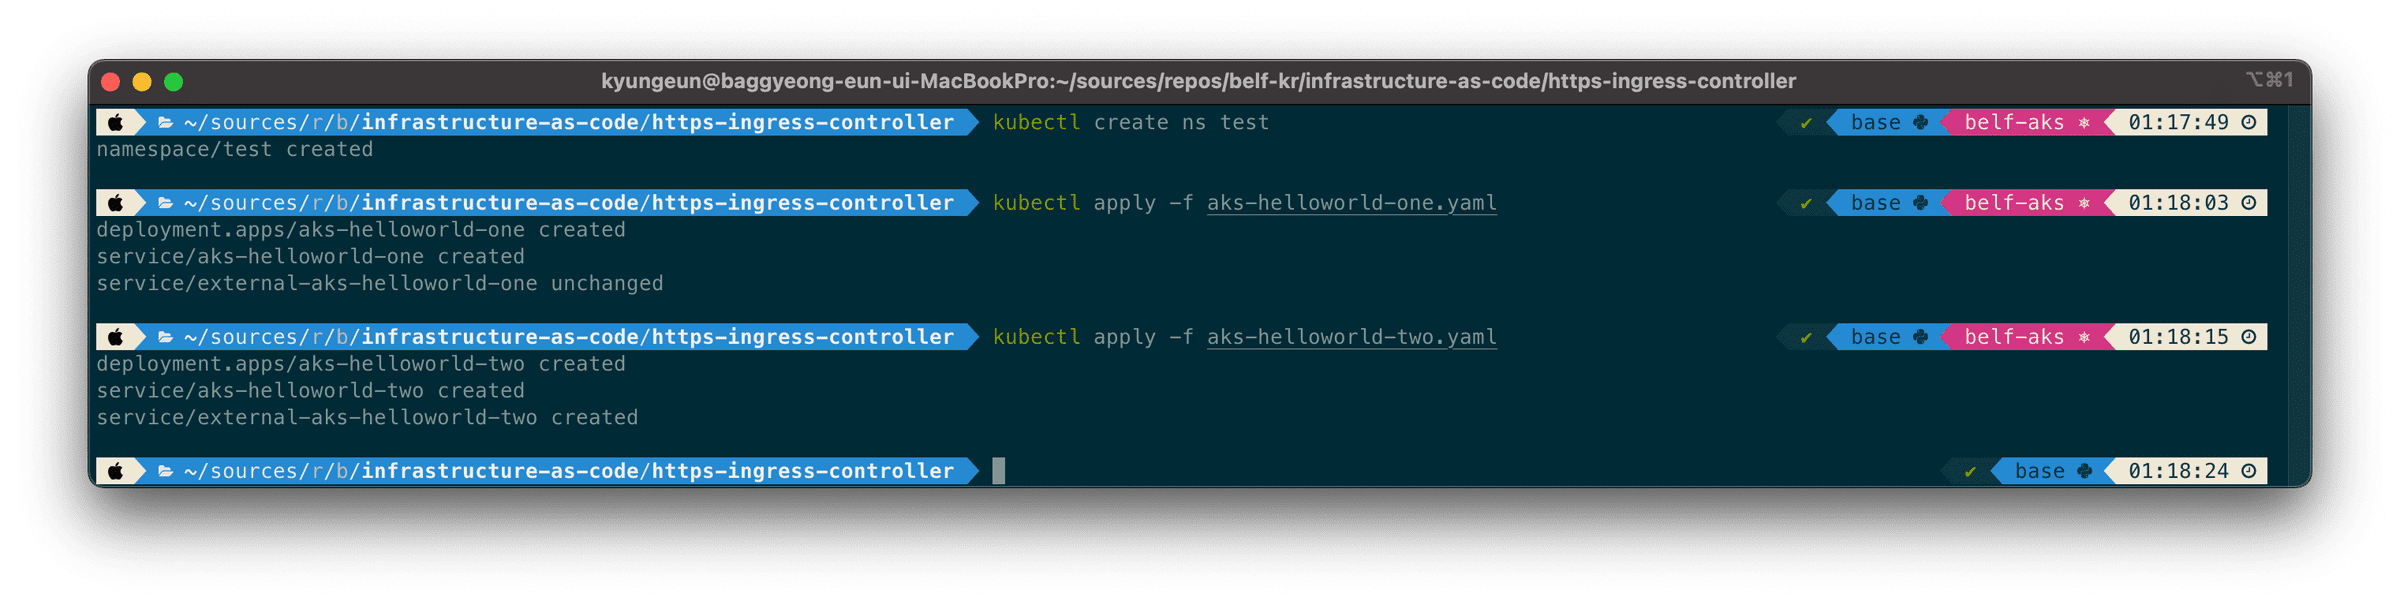 kyungeun@baggyeong-eun-ui-MacBookPro:~/sources/repos/belf-kr/infrastructure-as-code/https-ingress-controller ⌥⌘1
~/sources/r/b/infrastructure-as-code/https-ingress-controller kubectl create ns test ✔ base belf-aks 01:17:49
namespace/test created
~/sources/r/b/infrastructure-as-code/https-ingress-controller kubectl apply -f aks-helloworld-one.yaml ✔ base belf-aks 01:18:03
deployment.apps/aks-helloworld-one created
service/aks-helloworld-one created
service/external-aks-helloworld-one unchanged
~/sources/r/b/infrastructure-as-code/https-ingress-controller kubectl apply -f aks-helloworld-two.yaml ✔ base belf-aks 01:18:15
deployment.apps/aks-helloworld-two created
service/aks-helloworld-two created
service/external-aks-helloworld-two created
~/sources/r/b/infrastructure-as-code/https-ingress-controller ✔ base 01:18:24